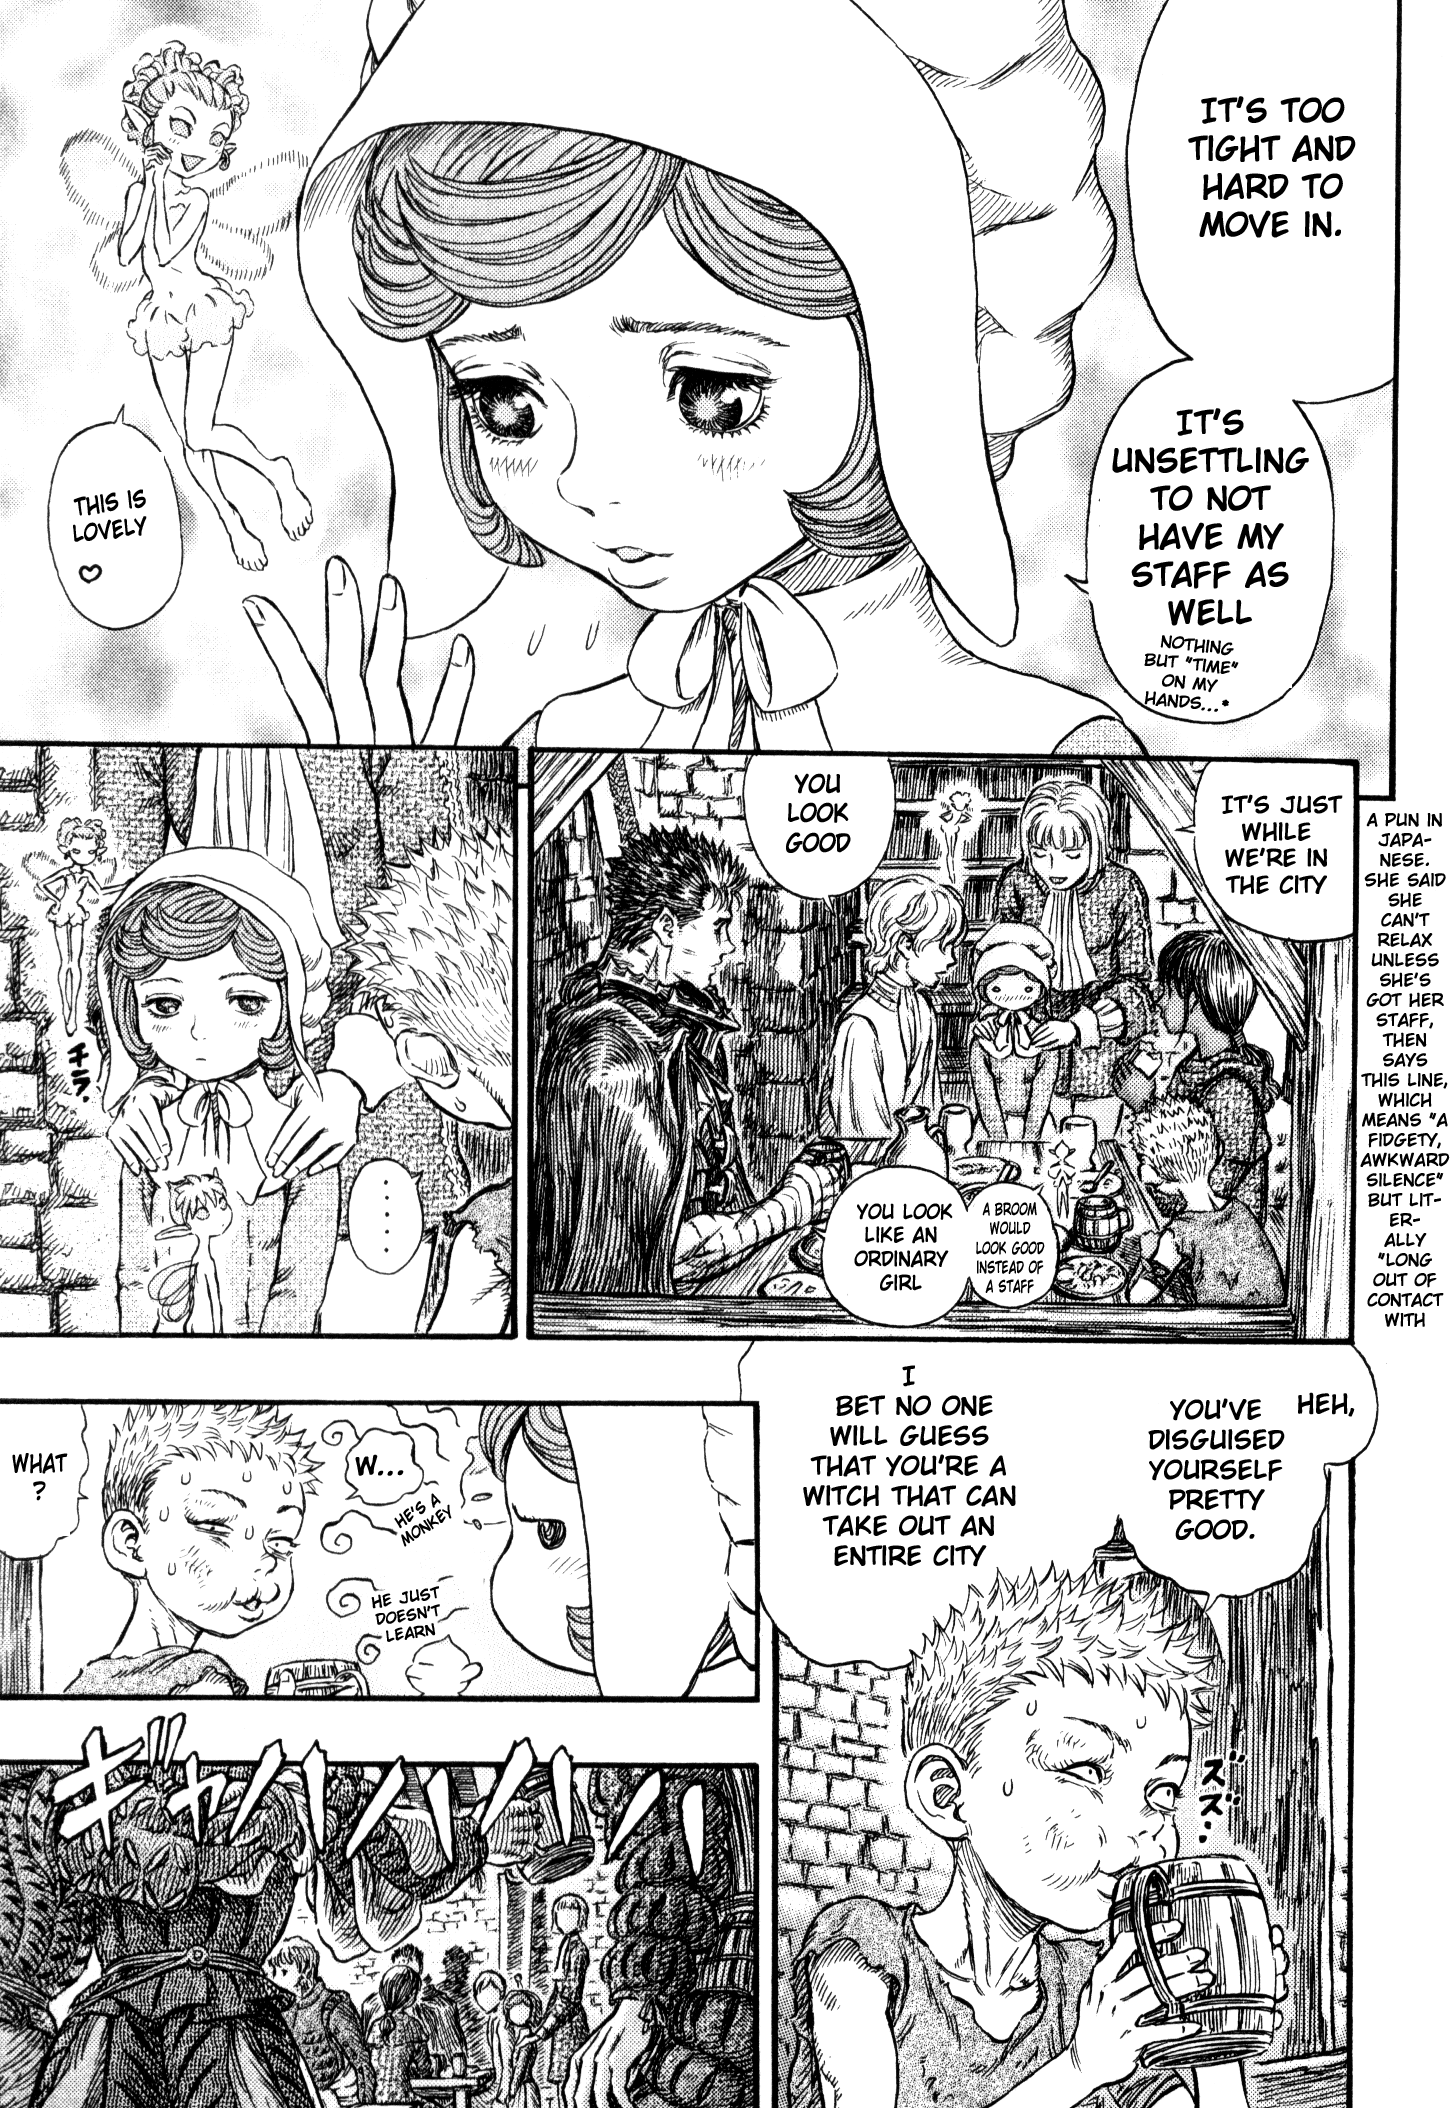 IT'S TOO
TIGHT AND
HARD TO
MOVE IN.
IT'S
UNSETTLING
TO NOT
HAVE MY
STAFF AS
WELL
NOTHING
BUT "TIME"
ON MY
HANDS...*
THIS IS
LOVELY
♡
IT'S JUST
WHILE
WE'RE IN
THE CITY
YOU
LOOK
GOOD
A BROOM
WOULD
LOOK GOOD
INSTEAD OF
A STAFF
YOU LOOK
LIKE AN
ORDINARY
GIRL
A PUN IN
JAPA-
NESE.
SHE SAID
SHE
CAN'T
RELAX
UNLESS
SHE'S
GOT HER
STAFF,
THEN
SAYS
THIS LINE,
WHICH
MEANS "A
FIDGETY,
AWKWARD
SILENCE"
BUT LIT-
ER-
ALLY
"LONG
OUT OF
CONTACT
WITH
チラ.
....
HEH,
YOU'VE
DISGUISED
YOURSELF
PRETTY
GOOD.
I
BET NO ONE
WILL GUESS
THAT YOU'RE A
WITCH THAT CAN
TAKE OUT AN
ENTIRE CITY
ズズ..
W...
HE'S A
MONKEY
HE JUST
DOESN'T
LEARN
WHAT
?
ギャハハハハハハハ